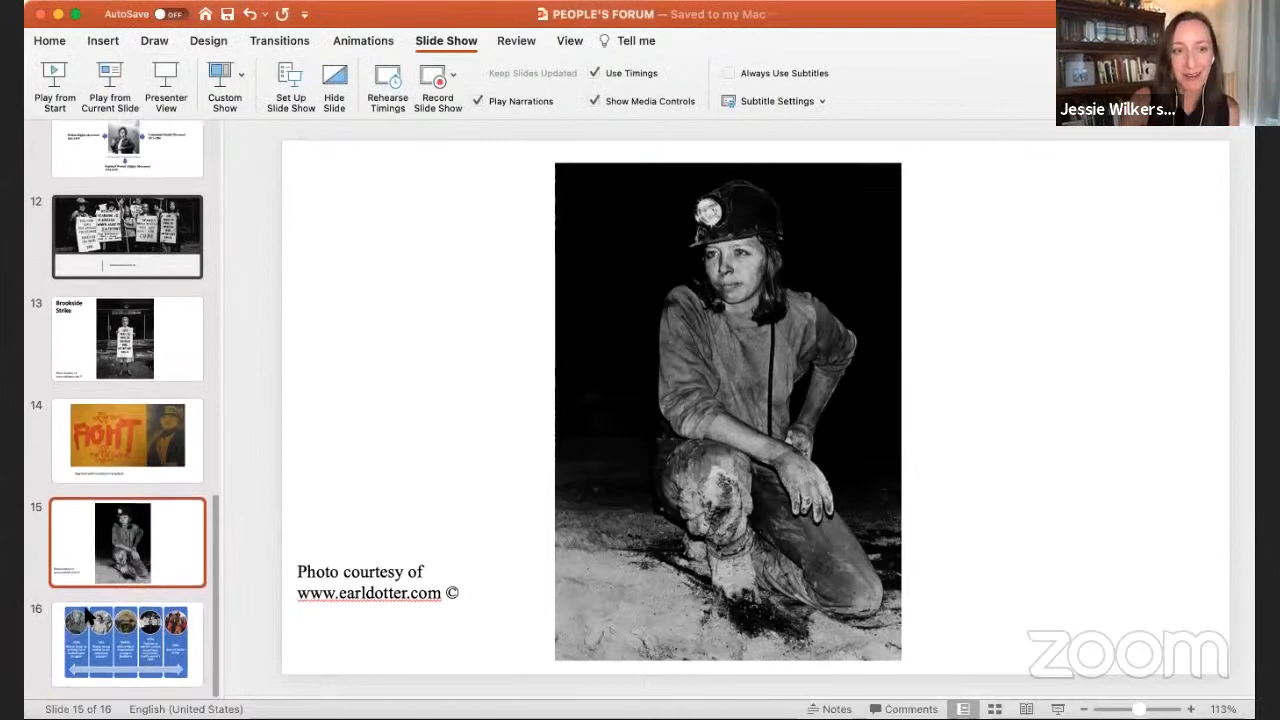 AutoSave OFF
PEOPLE'S FORUM — Saved to my Mac
Home Insert Draw Design Transitions Animations Slide Show Review View Tell me
Play from Start
Play from Current Slide
Presenter View
Custom Show
Set Up Slide Show
Hide Slide
Rehearse Timings
Record Slide Show
Keep Slides Updated
Use Timings
Play Narrations
Show Media Controls
Always Use Subtitles
Subtitle Settings
Jessie Wilkers...
12
13
Brookside
Strike
14
FIGHT
15
16
Photo courtesy of
www.earldotter.com ©
zoom
Slide 15 of 16 English (United States)
Notes Comments 113%